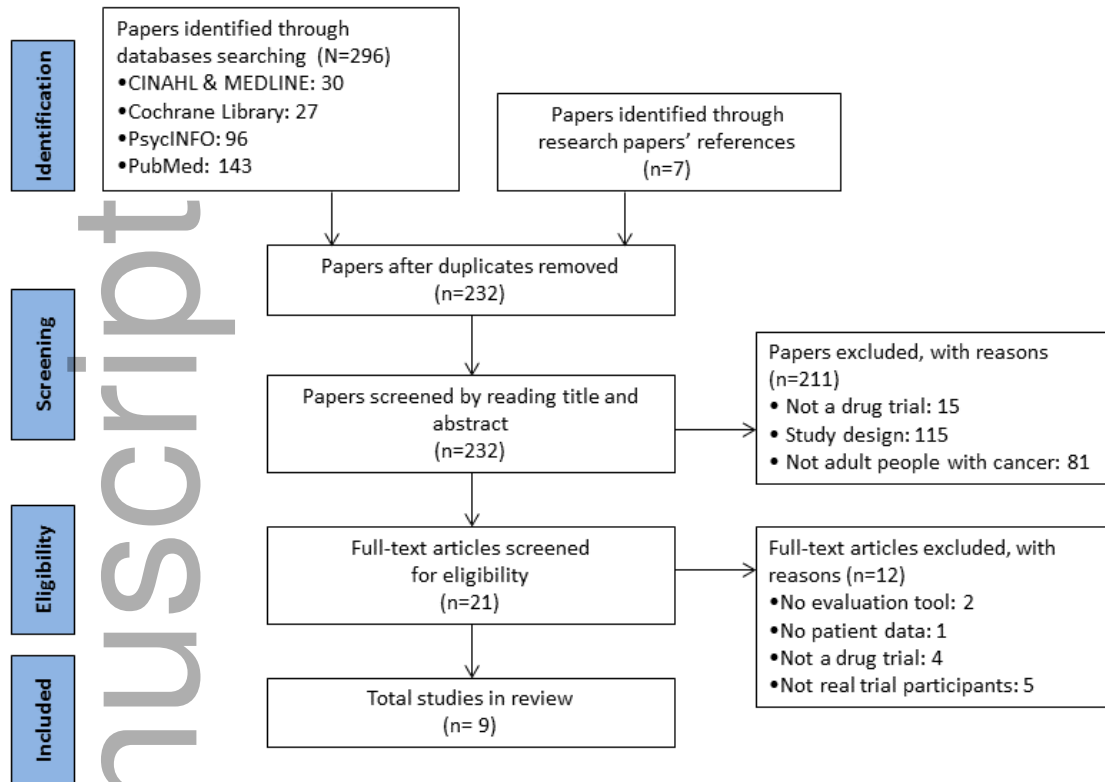 Identification
Papers identified through
databases searching (N=296)
•CINAHL & MEDLINE: 30
•Cochrane Library: 27
•PsycINFO: 96
•PubMed: 143
Papers identified through
research papers’ references
(n=7)
Papers after duplicates removed
(n=232)
Screening
Papers screened by reading title and
abstract
(n=232)
Papers excluded, with reasons
(n=211)
• Not a drug trial: 15
• Study design: 115
• Not adult people with cancer: 81
Eligibility
Full-text articles screened
for eligibility
(n=21)
Full-text articles excluded, with
reasons (n=12)
•No evaluation tool: 2
•No patient data: 1
•Not a drug trial: 4
•Not real trial participants: 5
Included
Total studies in review
(n= 9)
nuscript